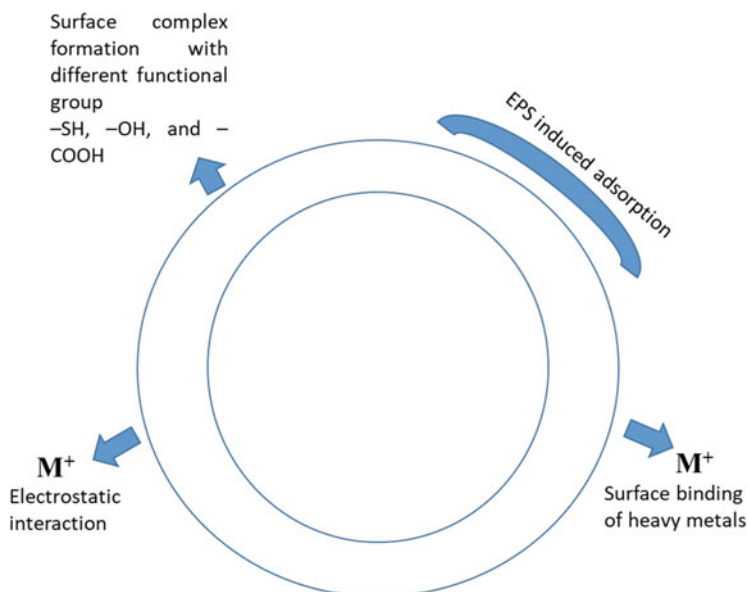 Surface complex
formation with
different functional
group
–SH, –OH, and –
COOH
EPS induced adsorption
M⁺
Electrostatic
interaction
M⁺
Surface binding
of heavy metals